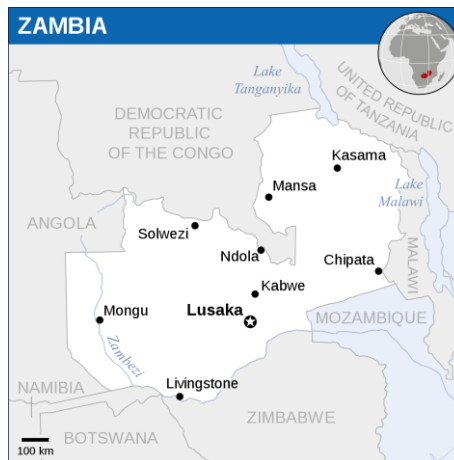 ZAMBIA
Lake
Tanganyika
UNITED REPUBLIC
OF TANZANIA
DEMOCRATIC
REPUBLIC
OF THE CONGO
Kasama
Mansa
Lake
Malawi
ANGOLA
Solwezi
Ndola
Chipata
MALAWI
Kabwe
Mongu
Lusaka
MOZAMBIQUE
Zambezi
Livingstone
NAMIBIA
ZIMBABWE
BOTSWANA
100 km